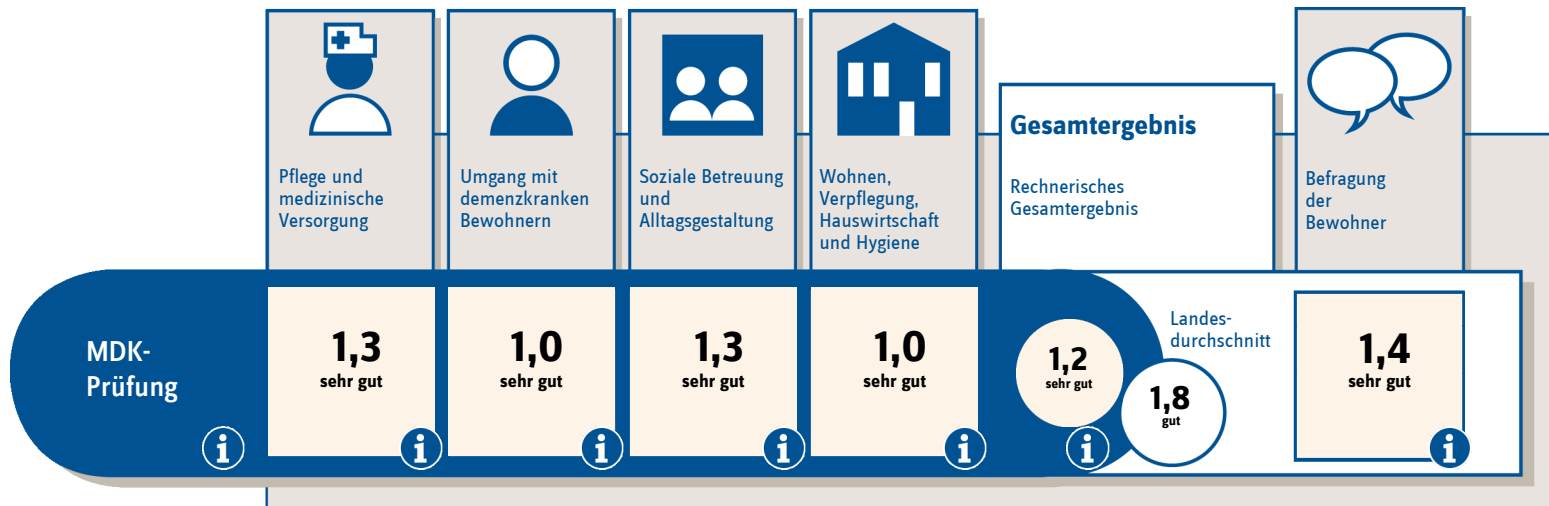 Pflege und
medizinische
Versorgung
Umgang mit
demenzkranken
Bewohnern
Soziale Betreuung
und
Alltagsgestaltung
Wohnen,
Verpflegung,
Hauswirtschaft
und Hygiene
Gesamtergebnis
Rechnerisches
Gesamtergebnis
Befragung
der
Bewohner
MDK-
Prüfung
i
1,3
sehr gut
i
1,0
sehr gut
i
1,3
sehr gut
i
1,0
sehr gut
i
1,2
sehr gut
i
Landes-
durchschnitt
1,8
gut
1,4
sehr gut
i